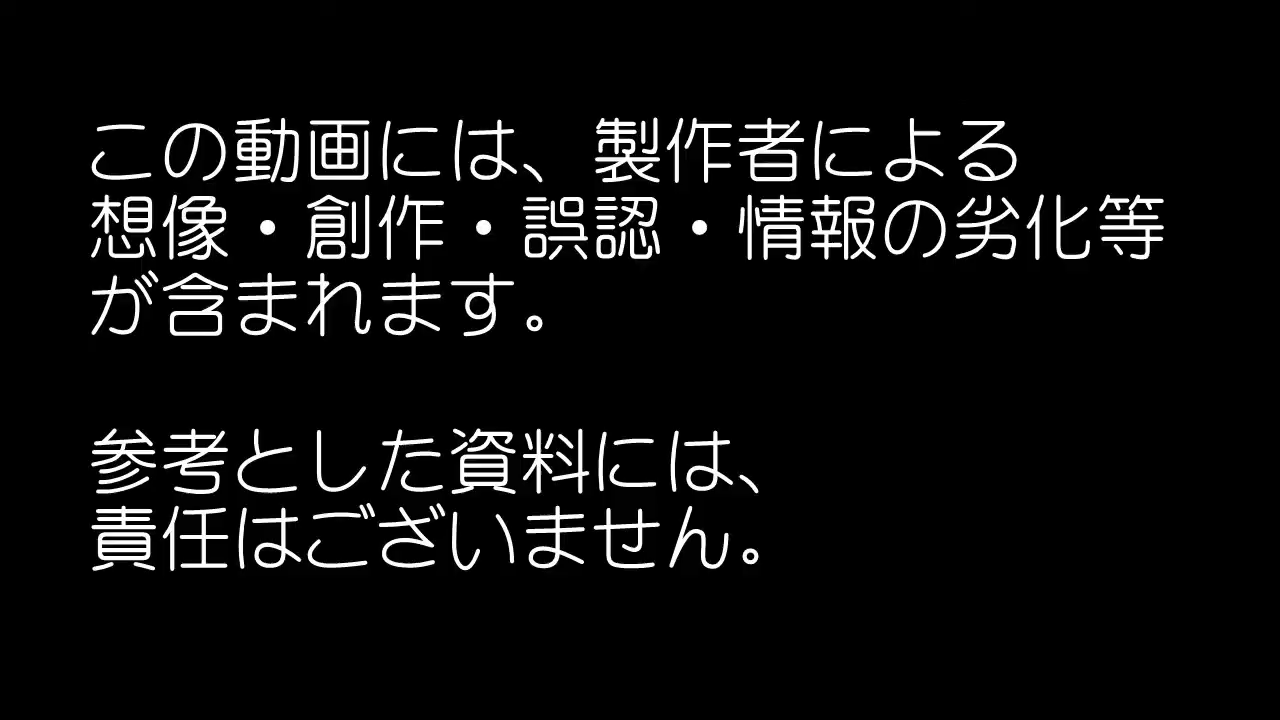 この動画には、製作者による
想像・創作・誤認・情報の劣化等
が含まれます。
参考とした資料には、
責任はございません。